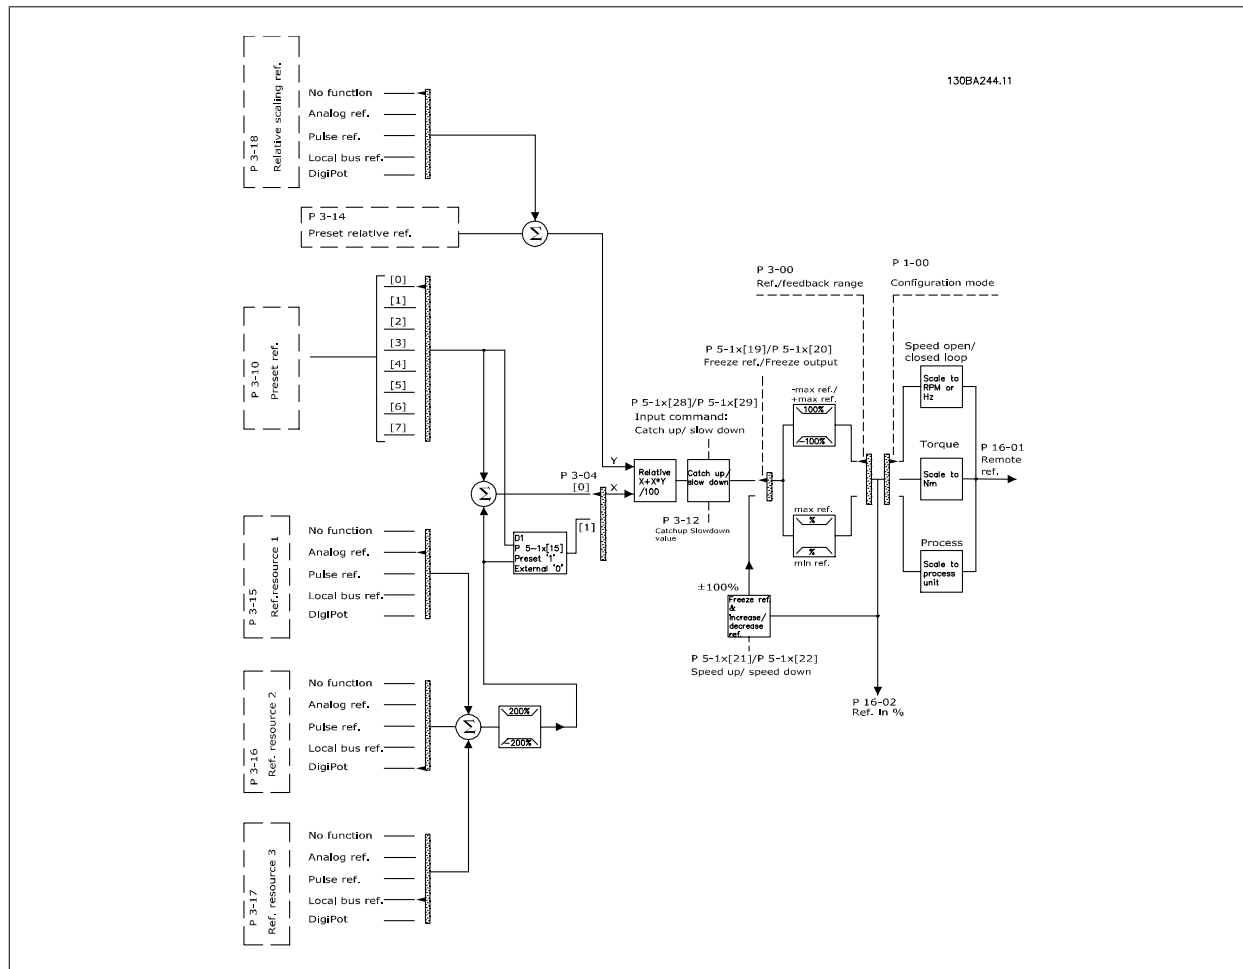 130BA244.11
P 3-18
Relative scaling ref.
No function
Analog ref.
Pulse ref.
Local bus ref.
DigiPot
P 3-14
Preset relative ref.
Σ
P 3-10
Preset ref.
[0]
[1]
[2]
[3]
[4]
[5]
[6]
[7]
P 3-15
Ref.resource 1
No function
Analog ref.
Pulse ref.
Local bus ref.
DigiPot
P 3-16
Ref. resource 2
No function
Analog ref.
Pulse ref.
Local bus ref.
DigiPot
P 3-17
Ref. resource 3
No function
Analog ref.
Pulse ref.
Local bus ref.
DigiPot
Σ
200%
-200%
Σ
D1
P 5-1x[15]
Preset '1'
External '0'
P 3-04
[0]
[1]
Y
X
Relative
X+X*Y
/100
P 5-1x[28]/P 5-1x[29]
Input command:
Catch up/ slow down
Catch up/
slow down
P 3-12
Catchup Slowdown
value
P 5-1x[19]/P 5-1x[20]
Freeze ref./Freeze output
±100%
Freeze ref.
&
increase/
decrease
ref.
P 5-1x[21]/P 5-1x[22]
Speed up/ speed down
-max ref./
+max ref.
100%
-100%
max ref.
%
%
min ref.
P 3-00
Ref./feedback range
P 1-00
Configuration mode
Speed open/
closed loop
Scale to
RPM or
Hz
Torque
Scale to
Nm
Process
Scale to
process
unit
P 16-01
Remote
ref.
P 16-02
Ref. in %